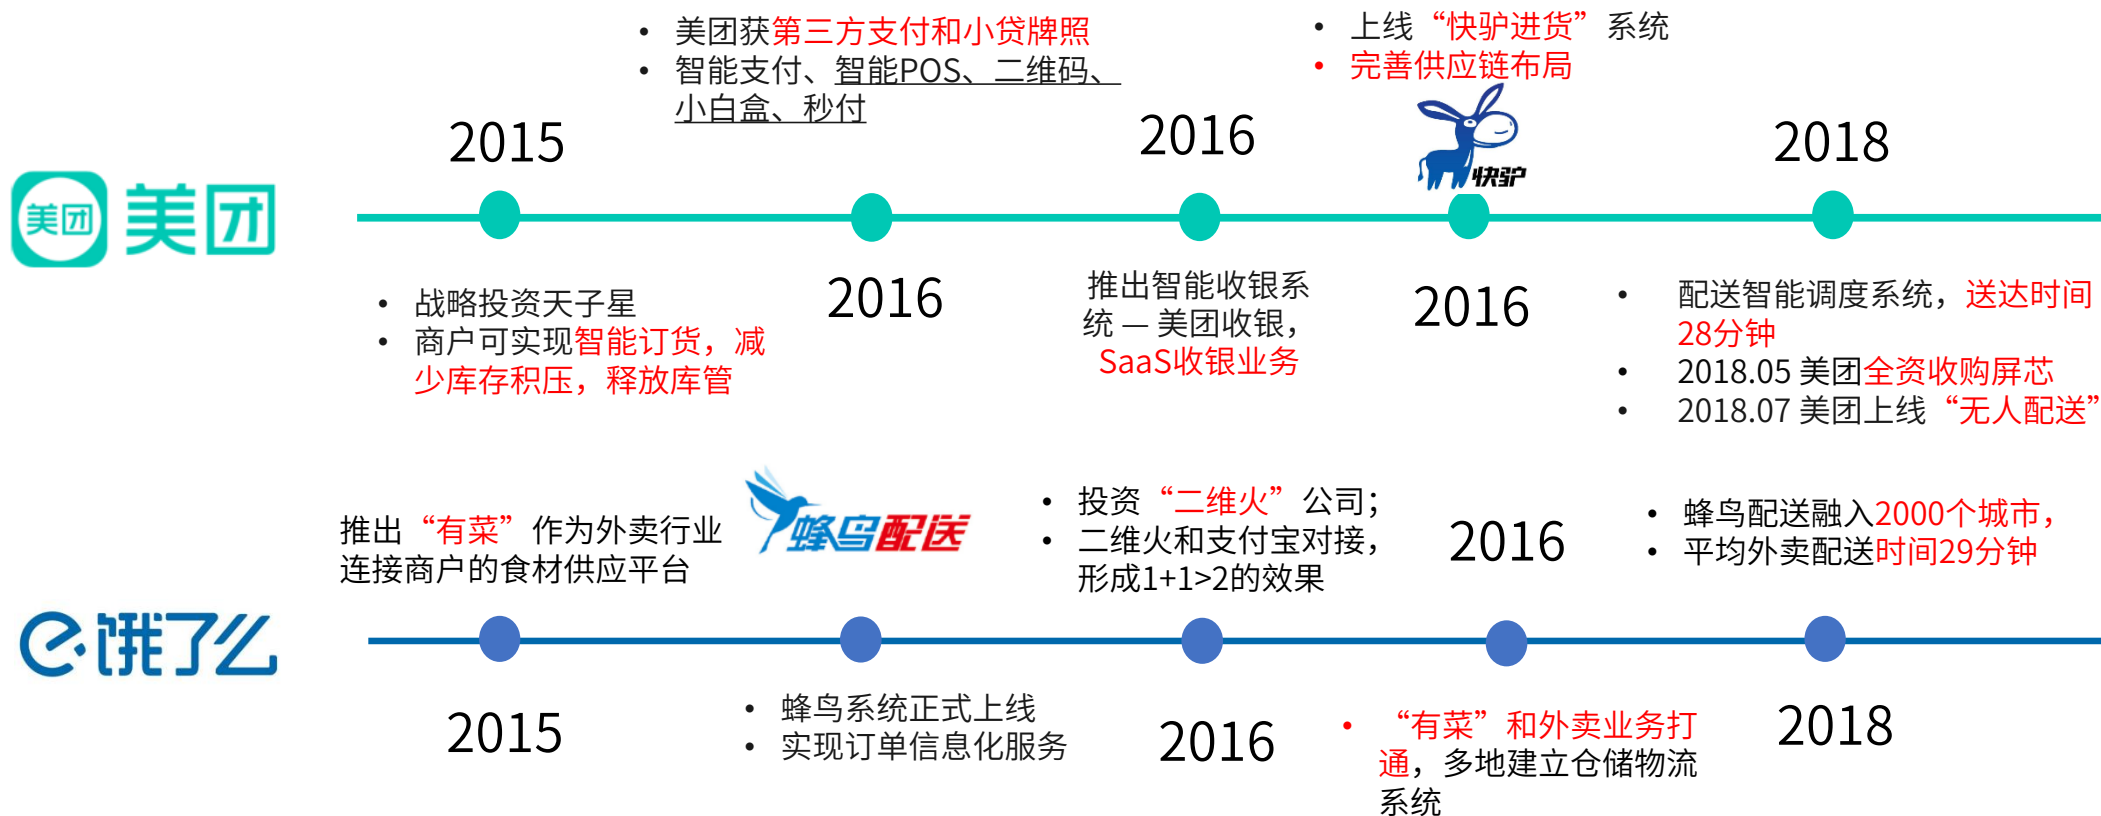 • 美团获第三方支付和小贷牌照
• 智能支付、智能POS、二维码、
小白盒、秒付
• 上线“快驴进货”系统
• 完善供应链布局
2015
2016
快驴
2018
美团 美团
• 战略投资天子星
• 商户可实现智能订货，减
少库存积压，释放库管
2016
推出智能收银系
统 — 美团收银，
SaaS收银业务
2016
• 配送智能调度系统，送达时间
28分钟
• 2018.05 美团全资收购屏芯
• 2018.07 美团上线“无人配送”
推出“有菜”作为外卖行业
连接商户的食材供应平台
蜂鸟配送
• 投资“二维火”公司；
• 二维火和支付宝对接，
形成1+1>2的效果
2016
• 蜂鸟配送融入2000个城市，
• 平均外卖配送时间29分钟
e 饿了么
2015
• 蜂鸟系统正式上线
• 实现订单信息化服务
2016
• “有菜”和外卖业务打
通，多地建立仓储物流
系统
2018